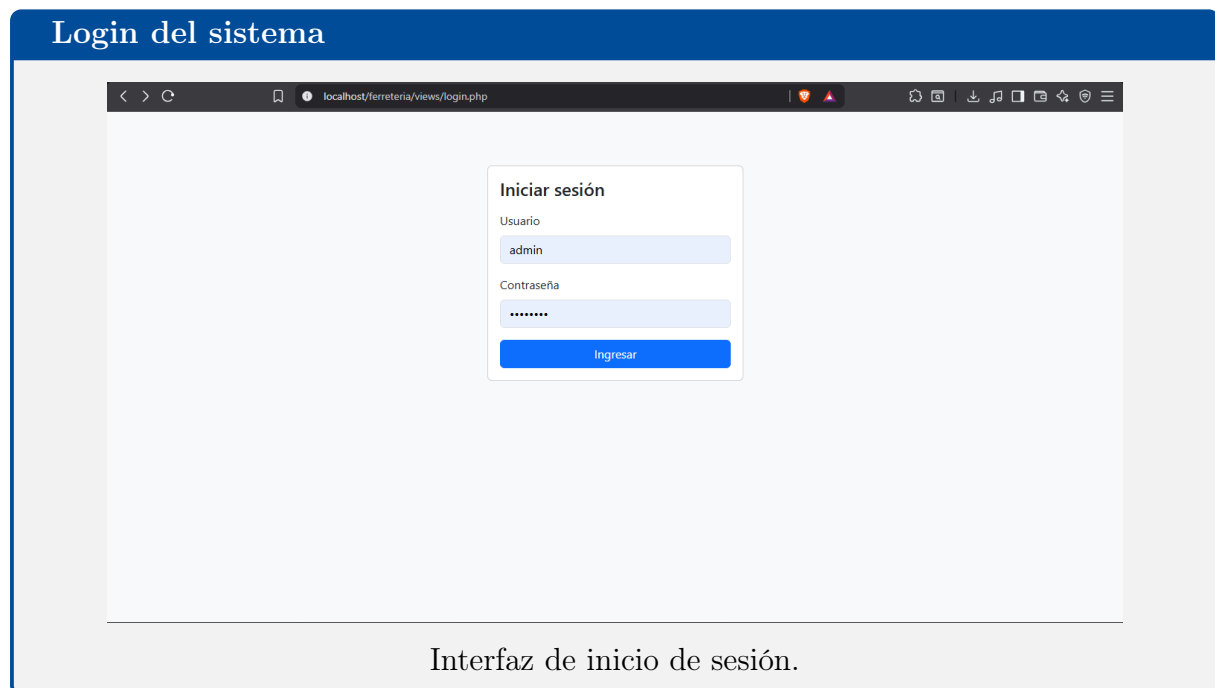 Login del sistema
localhost/ferreteria/views/login.php
Iniciar sesión
Usuario
admin
Contraseña
••••••••
Ingresar
Interfaz de inicio de sesión.